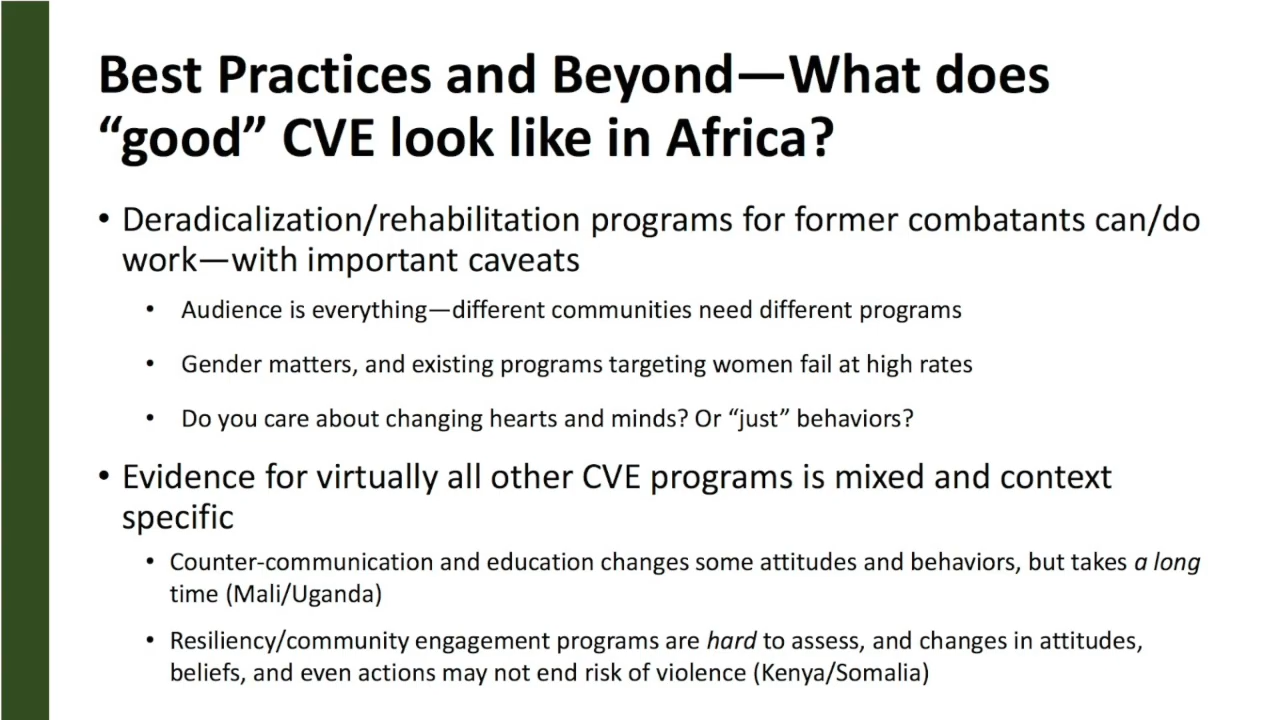 Best Practices and Beyond—What does
“good” CVE look like in Africa?
• Deradicalization/rehabilitation programs for former combatants can/do
work—with important caveats
• Audience is everything—different communities need different programs
• Gender matters, and existing programs targeting women fail at high rates
• Do you care about changing hearts and minds? Or “just” behaviors?
• Evidence for virtually all other CVE programs is mixed and context
specific
• Counter-communication and education changes some attitudes and behaviors, but takes a long
time (Mali/Uganda)
• Resiliency/community engagement programs are hard to assess, and changes in attitudes,
beliefs, and even actions may not end risk of violence (Kenya/Somalia)